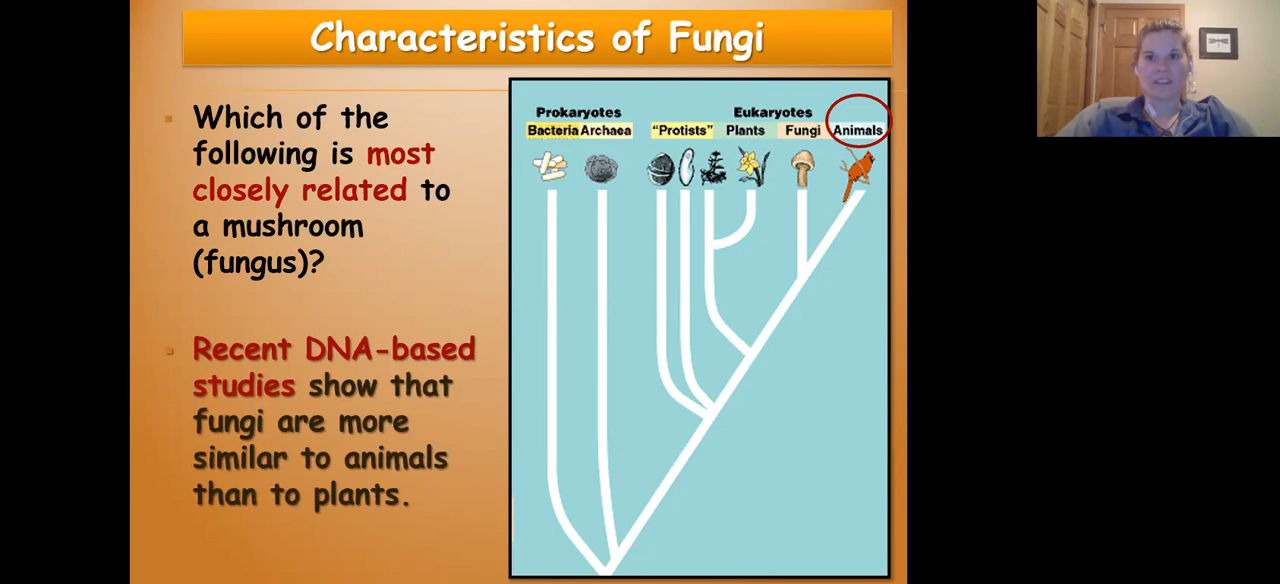 Characteristics of Fungi
Which of the
following is most
closely related to
a mushroom
(fungus)?
Recent DNA-based
studies show that
fungi are more
similar to animals
than to plants.
Prokaryotes Eukaryotes
Bacteria Archaea "Protists" Plants Fungi Animals